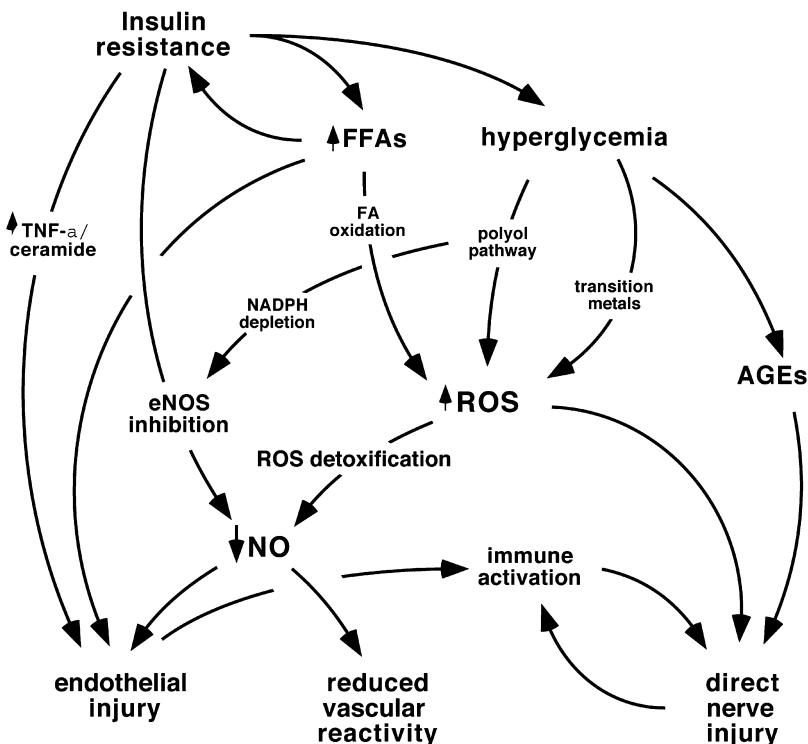 Insulin
resistance
FFAs
hyperglycemia
TNF-a/
ceramide
FA
oxidation
polyol
pathway
transition
metals
NADPH
depletion
AGEs
eNOS
inhibition
ROS
ROS detoxification
NO
immune
activation
endothelial
injury
reduced
vascular
reactivity
direct
nerve
injury